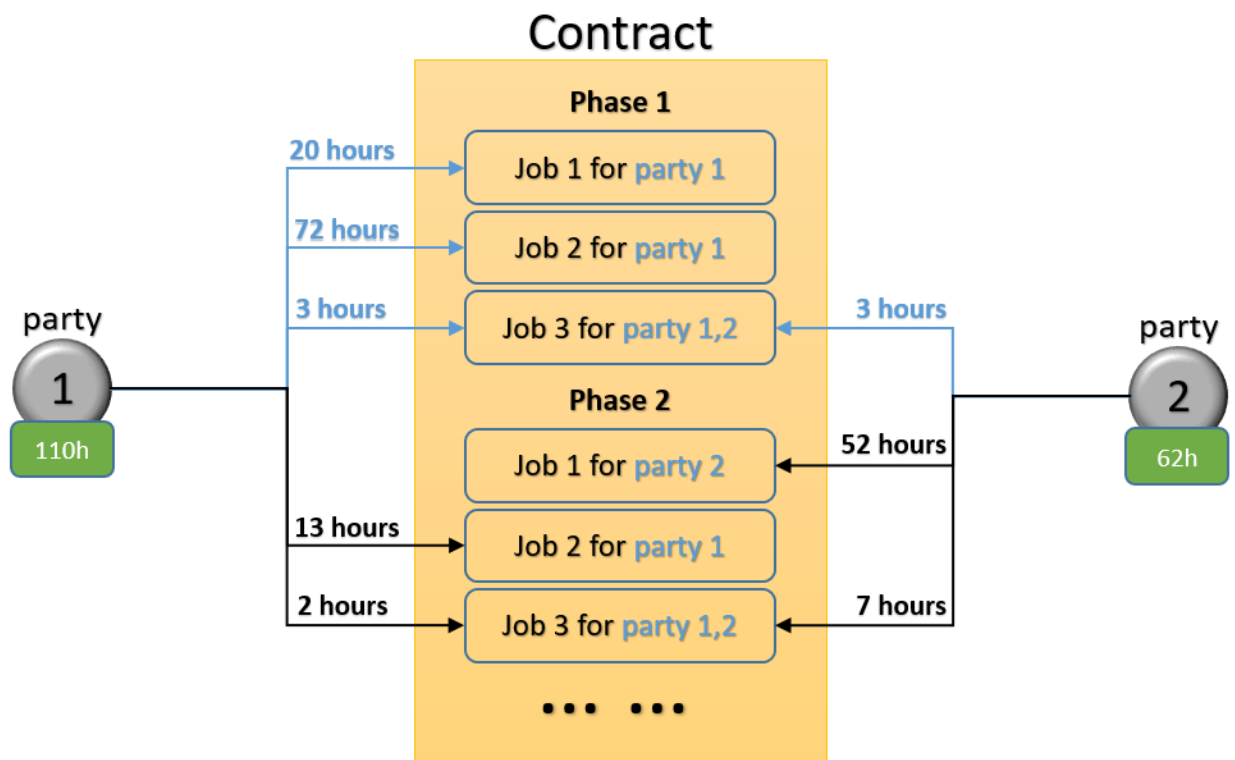 Contract
Phase 1
20 hours
Job 1 for party 1
72 hours
Job 2 for party 1
3 hours
Job 3 for party 1,2
3 hours
party
1
110h
party
2
62h
Phase 2
Job 1 for party 2
52 hours
13 hours
Job 2 for party 1
2 hours
Job 3 for party 1,2
7 hours
... ...